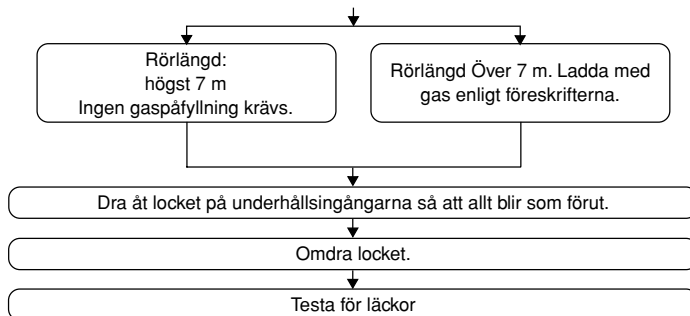 Rörlängd:
högst 7 m
Ingen gaspåfyllning krävs.
Rörlängd Över 7 m. Ladda med
gas enligt föreskrifterna.
Dra åt locket på underhållsingångarna så att allt blir som förut.
Omdra locket.
Testa för läckor